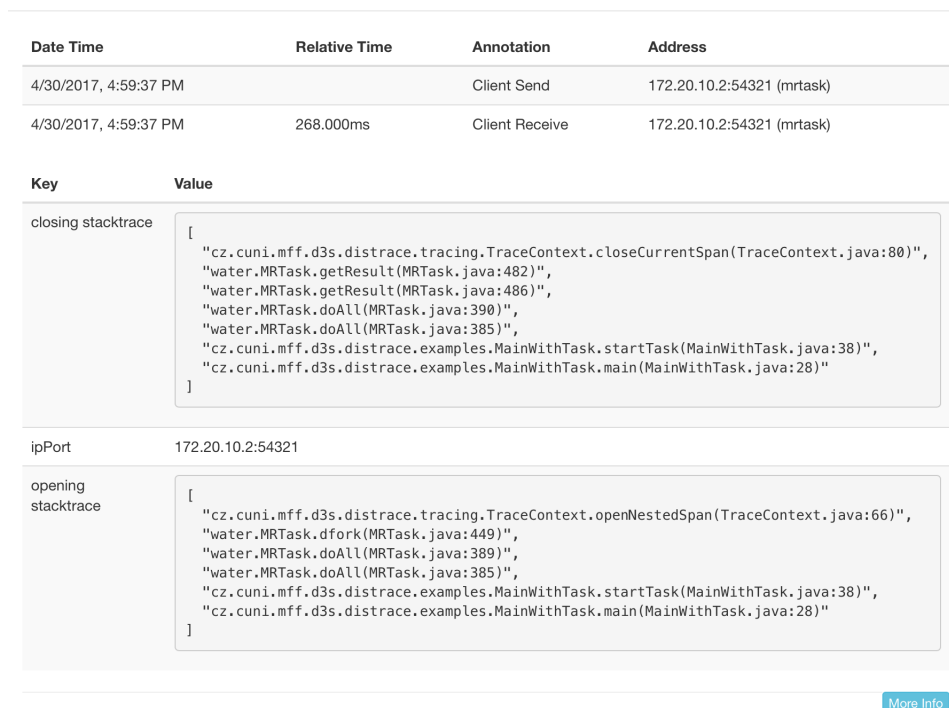 Date Time Relative Time Annotation Address
4/30/2017, 4:59:37 PM Client Send 172.20.10.2:54321 (mrtask)
4/30/2017, 4:59:37 PM 268.000ms Client Receive 172.20.10.2:54321 (mrtask)
Key Value
closing stacktrace
[
"cz.cuni.mff.d3s.distrace.tracing.TraceContext.closeCurrentSpan(TraceContext.java:80)",
"water.MRTask.getResult(MRTask.java:482)",
"water.MRTask.getResult(MRTask.java:486)",
"water.MRTask.doAll(MRTask.java:390)",
"water.MRTask.doAll(MRTask.java:385)",
"cz.cuni.mff.d3s.distrace.examples.MainWithTask.startTask(MainWithTask.java:38)",
"cz.cuni.mff.d3s.distrace.examples.MainWithTask.main(MainWithTask.java:28)"
]
ipPort 172.20.10.2:54321
opening
stacktrace
[
"cz.cuni.mff.d3s.distrace.tracing.TraceContext.openNestedSpan(TraceContext.java:66)",
"water.MRTask.dfork(MRTask.java:449)",
"water.MRTask.doAll(MRTask.java:389)",
"water.MRTask.doAll(MRTask.java:385)",
"cz.cuni.mff.d3s.distrace.examples.MainWithTask.startTask(MainWithTask.java:38)",
"cz.cuni.mff.d3s.distrace.examples.MainWithTask.main(MainWithTask.java:28)"
]
More Info